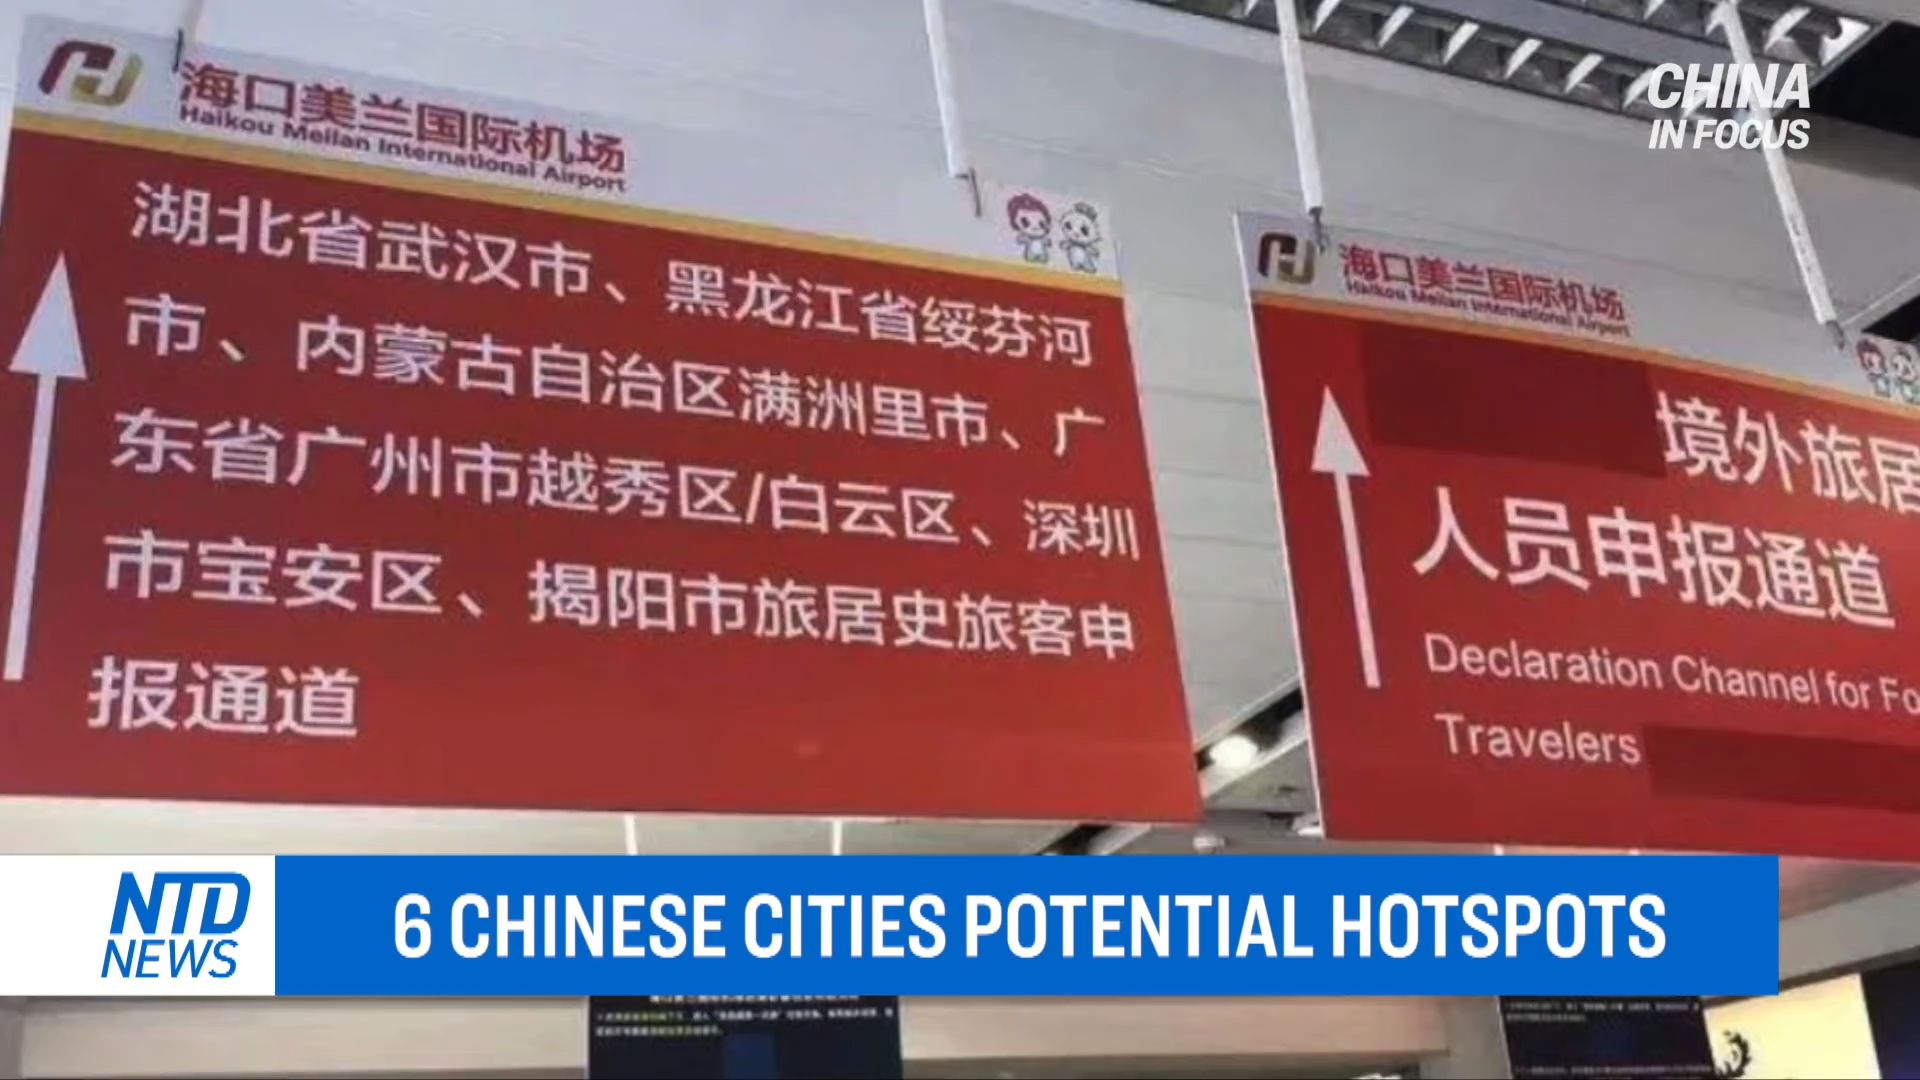 CHINA
IN FOCUS
海口美兰国际机场
Haikou Meilan International Airport
湖北省武汉市、黑龙江省绥芬河
市、内蒙古自治区满洲里市、广
东省广州市越秀区/白云区、深圳
市宝安区、揭阳市旅居史旅客申
报通道
海口美兰国际机场
Haikou Meilan International Airport
境外旅居
人员申报通道
Declaration Channel for Fo
Travelers
NTD
NEWS
6 CHINESE CITIES POTENTIAL HOTSPOTS